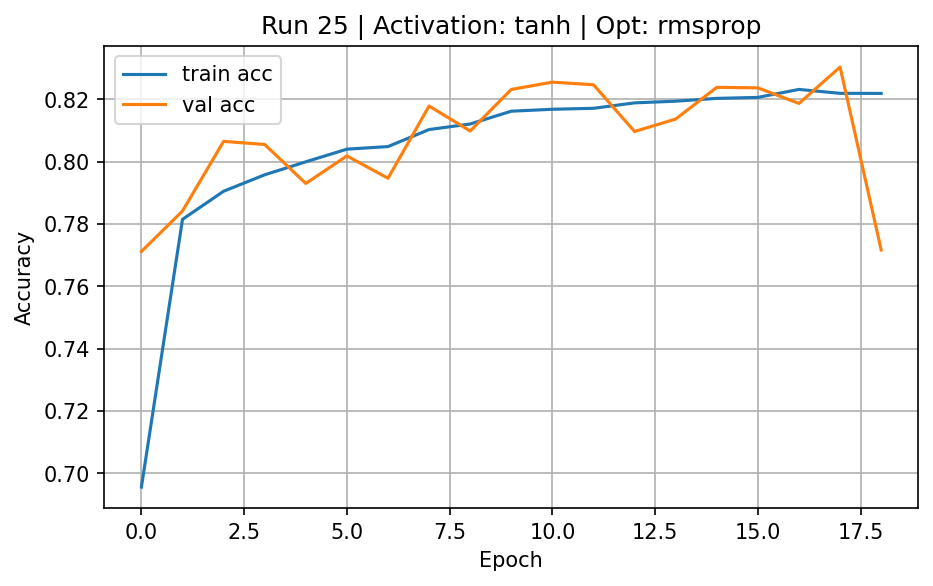 Run 25 | Activation: tanh | Opt: rmsprop
train acc
val acc
0.82
0.80
0.78
0.76
0.74
0.72
0.70
Accuracy
0.0 2.5 5.0 7.5 10.0 12.5 15.0 17.5
Epoch